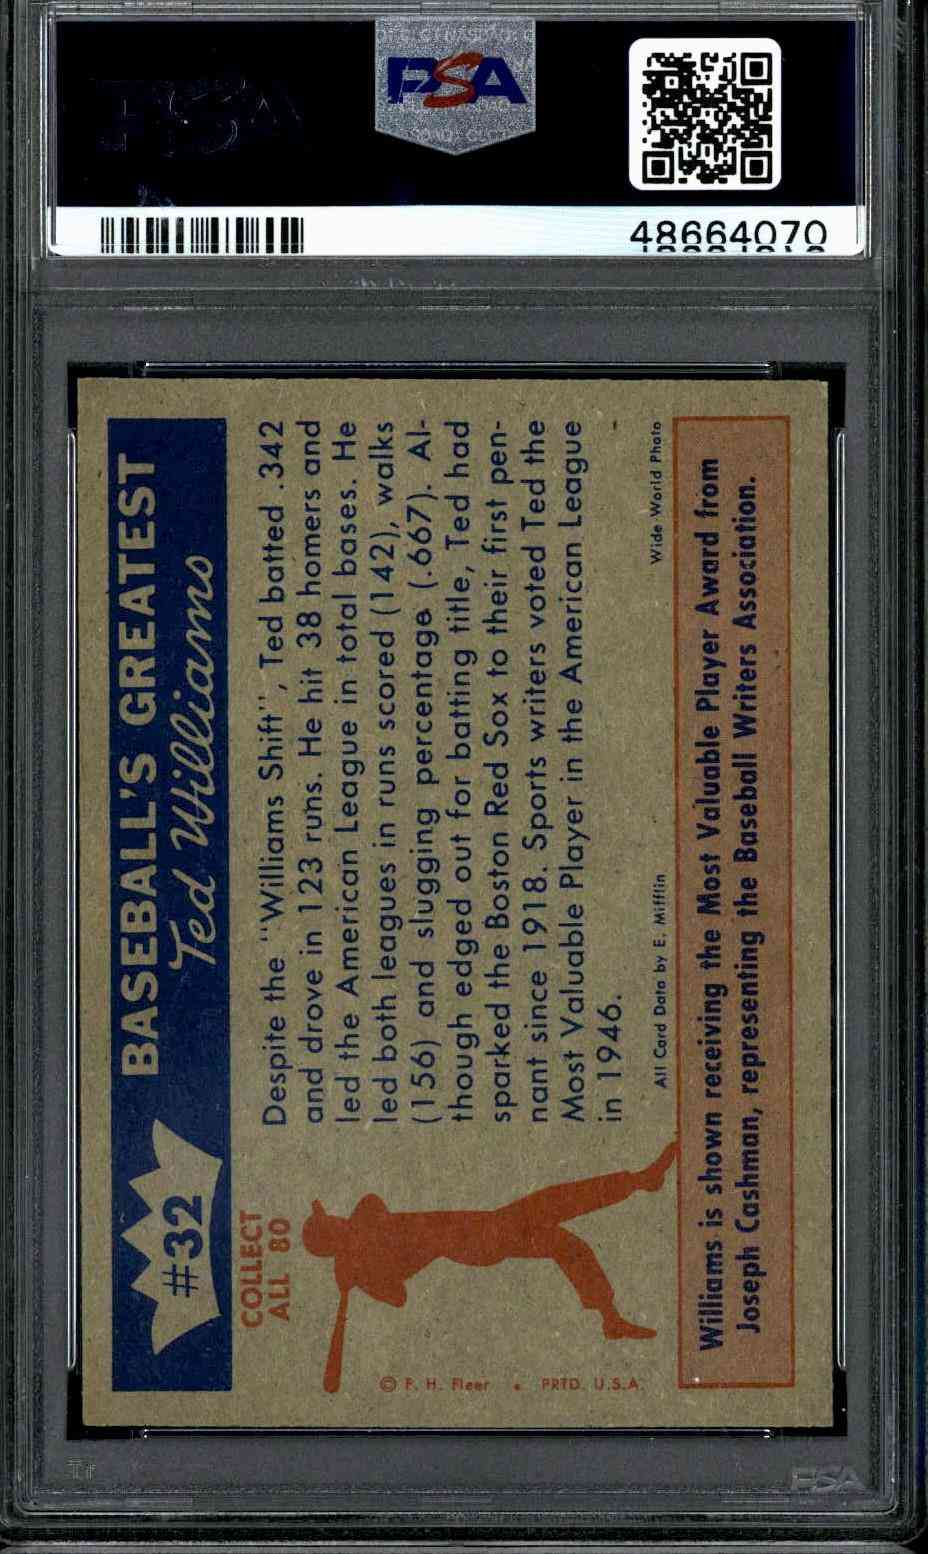 PSA
48664070
BASEBALL'S GREATEST
Ted Williams
#32
COLLECT
ALL 80
Despite the "Williams Shift", Ted batted .342
and drove in 123 runs. He hit 38 homers and
led the American League in total bases. He
led both leagues in runs scored (142), walks
(156) and slugging percentage (.667). Al-
though edged out for batting title, Ted had
sparked the Boston Red Sox to their first pen-
nant since 1918. Sports writers voted Ted the
Most Valuable Player in the American League
in 1946.
All Card Data by E. Mifflin
Wide World Photo
© F. H. Fleer • PRTD. U.S.A.
Williams is shown receiving the Most Valuable Player Award from
Joseph Cashman, representing the Baseball Writers Association.
PSA